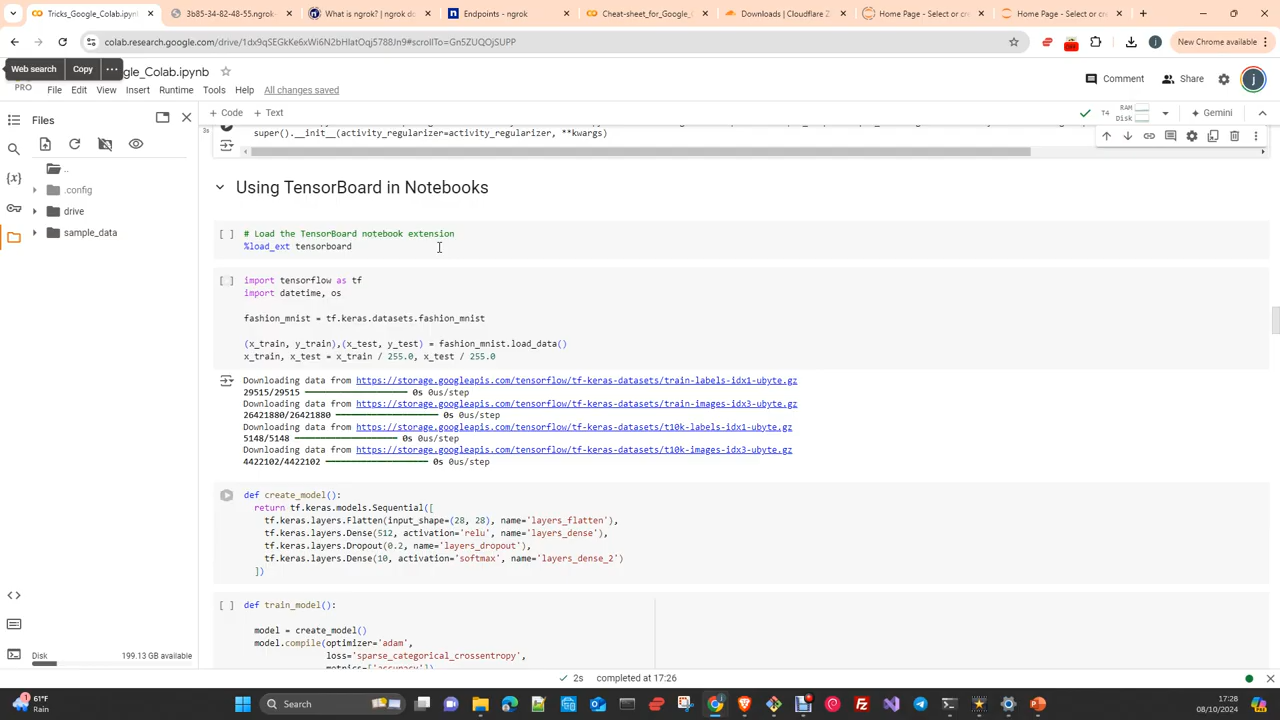 Tricks_Google_Colab.ipynb
3b85-34-82-48-55.ngrok-
What is ngrok? | ngrok do
Endpoints - ngrok
Cheat-sheet_for_Google_
Downloads | Cloudflare Z
Home Page - Select or cre
Home Page - Select or cre
colab.research.google.com/drive/1dx9qSEgKke6xWi6N2bHlatOqj5788Jn9#scrollTo=Gn5ZUQOjSUPP
New Chrome available
Web search
Copy
gle_Colab.ipynb
PRO
File Edit View Insert Runtime Tools Help All changes saved
Comment
Share
j
Files
+ Code + Text
T4
RAM
Disk
Gemini
..
.config
drive
sample_data
3s
super().__init__(activity_regularizer=activity_regularizer, **kwargs)
Using TensorBoard in Notebooks
[ ] # Load the TensorBoard notebook extension
%load_ext tensorboard
[ ] import tensorflow as tf
import datetime, os
fashion_mnist = tf.keras.datasets.fashion_mnist
(x_train, y_train),(x_test, y_test) = fashion_mnist.load_data()
x_train, x_test = x_train / 255.0, x_test / 255.0
Downloading data from https://storage.googleapis.com/tensorflow/tf-keras-datasets/train-labels-idx1-ubyte.gz
29515/29515 ━━━━━━━━━━━━━━━━━━━━ 0s 0us/step
Downloading data from https://storage.googleapis.com/tensorflow/tf-keras-datasets/train-images-idx3-ubyte.gz
26421880/26421880 ━━━━━━━━━━━━━━━━━━━━ 0s 0us/step
Downloading data from https://storage.googleapis.com/tensorflow/tf-keras-datasets/t10k-labels-idx1-ubyte.gz
5148/5148 ━━━━━━━━━━━━━━━━━━━━ 0s 0us/step
Downloading data from https://storage.googleapis.com/tensorflow/tf-keras-datasets/t10k-images-idx3-ubyte.gz
4422102/4422102 ━━━━━━━━━━━━━━━━━━━━ 0s 0us/step
def create_model():
return tf.keras.models.Sequential([
tf.keras.layers.Flatten(input_shape=(28, 28), name='layers_flatten'),
tf.keras.layers.Dense(512, activation='relu', name='layers_dense'),
tf.keras.layers.Dropout(0.2, name='layers_dropout'),
tf.keras.layers.Dense(10, activation='softmax', name='layers_dense_2')
])
[ ] def train_model():
model = create_model()
model.compile(optimizer='adam',
loss='sparse_categorical_crossentropy',
metrics=['accuracy'])
Disk 199.13 GB available
2s completed at 17:26
61°F
Rain
Search
17:28
08/10/2024